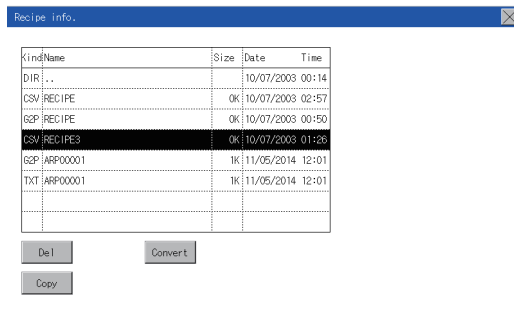 Recipe info.
Kind Name Size Date Time
DIR .. 10/07/2003 00:14
CSV RECIPE 0K 10/07/2003 02:57
G2P RECIPE 0K 10/07/2003 00:50
CSV RECIPE3 0K 10/07/2003 01:26
G2P ARP00001 1K 11/05/2014 12:01
TXT ARP00001 1K 11/05/2014 12:01
Del Convert
Copy